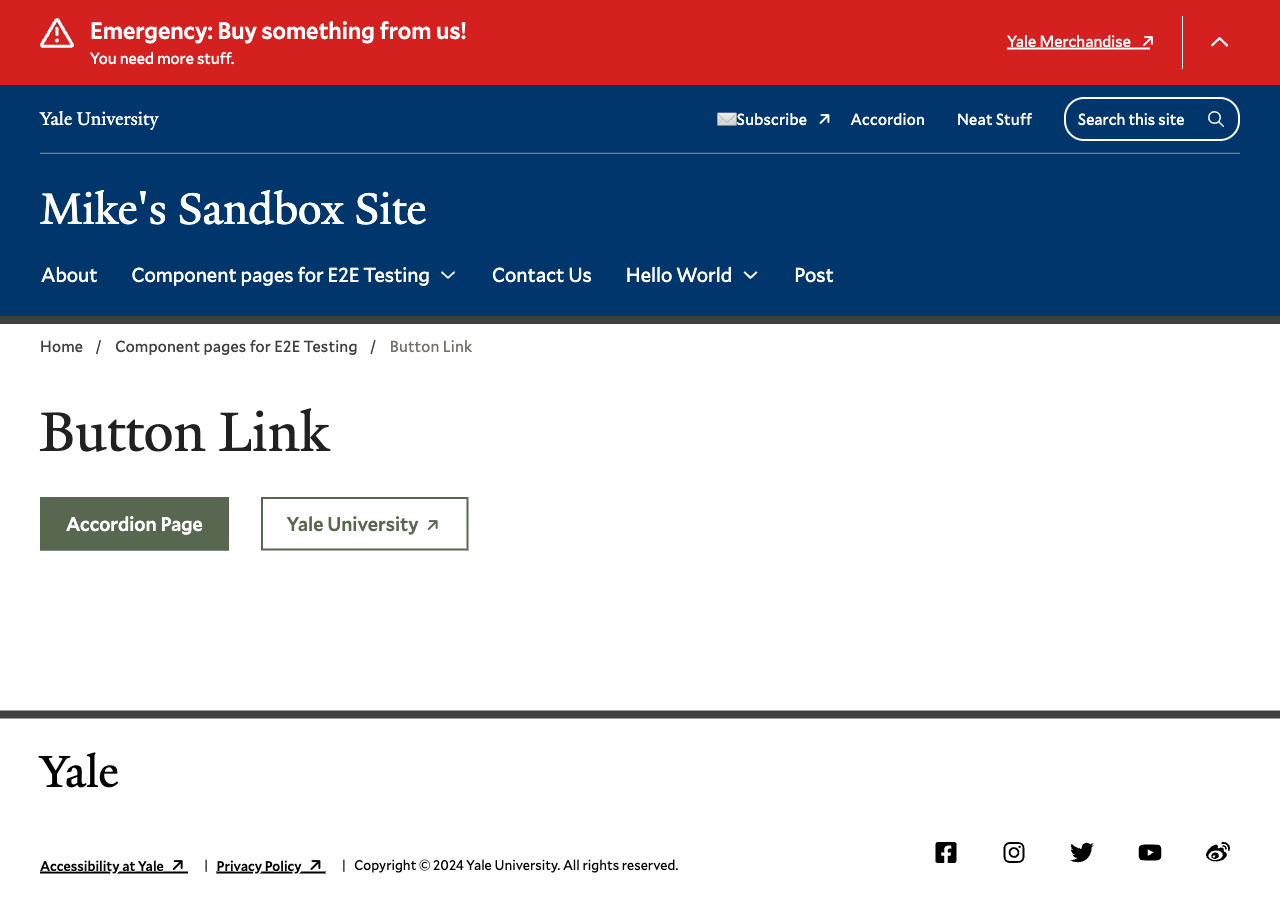 Emergency: Buy something from us!
You need more stuff.
Yale Merchandise
Yale University
Subscribe
Accordion
Neat Stuff
Search this site
Mike's Sandbox Site
About
Component pages for E2E Testing
Contact Us
Hello World
Post
Home / Component pages for E2E Testing / Button Link
Button Link
Accordion Page
Yale University
Yale
Accessibility at Yale | Privacy Policy | Copyright © 2024 Yale University. All rights reserved.